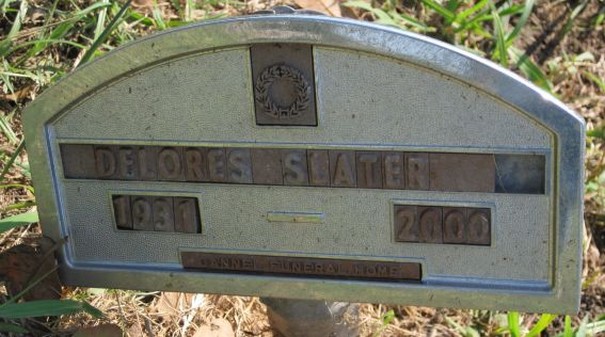 DELORES SLATER
1931 2000
FUNERAL HOME